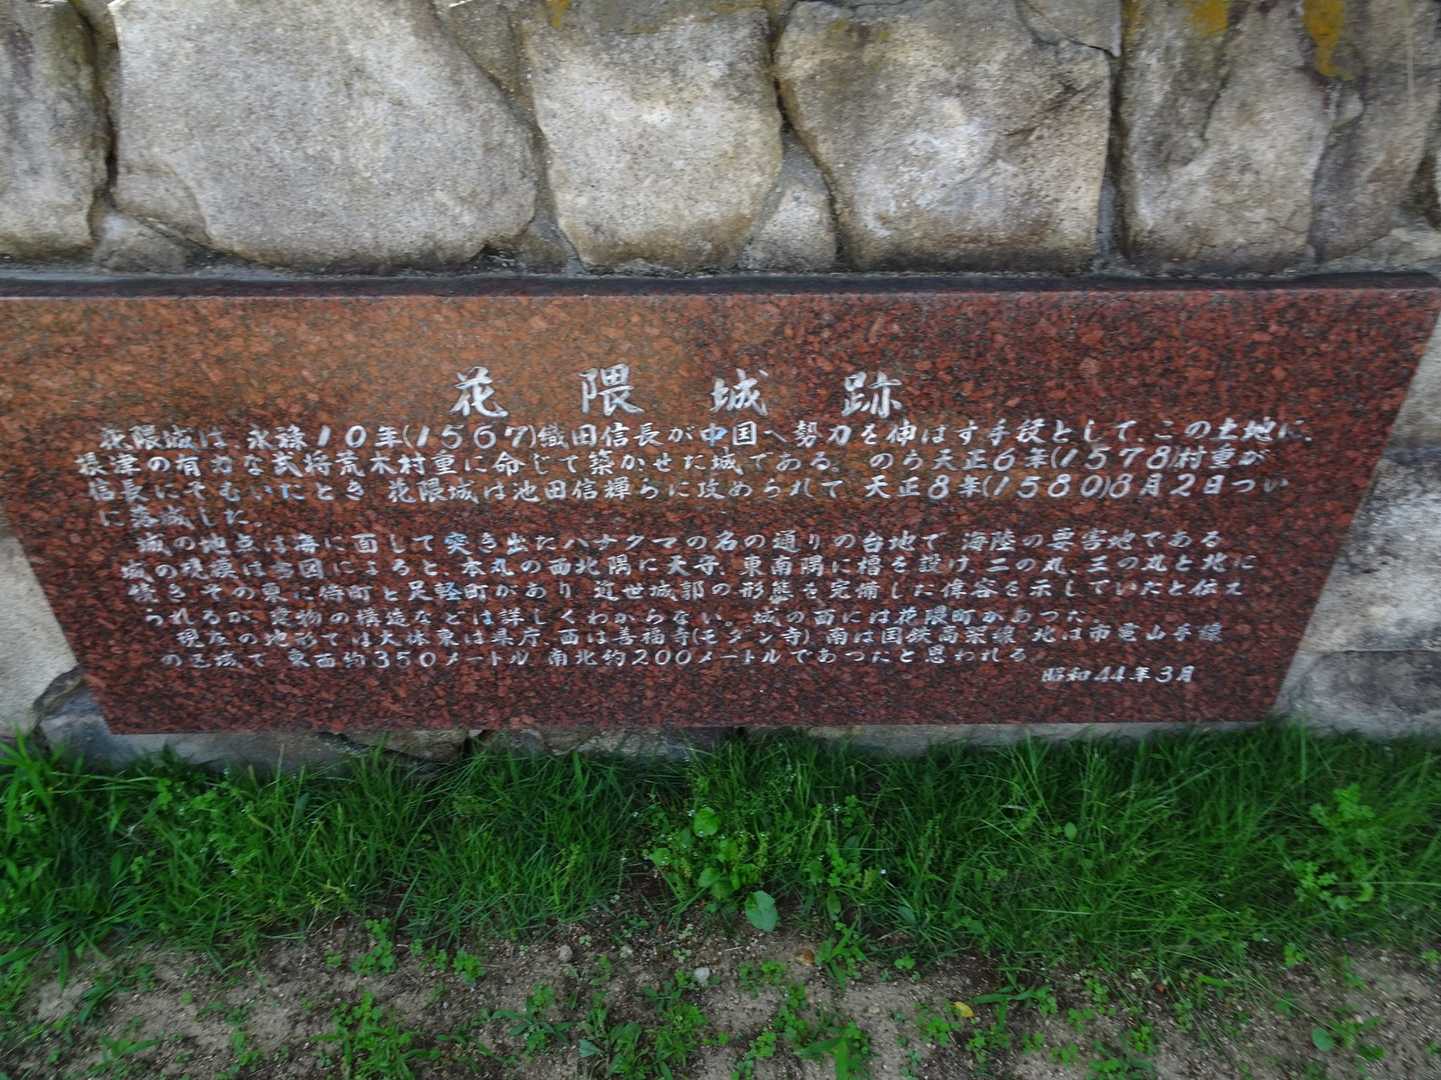 花隈城跡
花隈城は、永禄10年(1567)織田信長が中国へ勢力を伸ばす手段として、この土地に、
摂津の有力な武将荒木村重に命じて築かせた城である。のち天正6年(1578)村重が
信長にそむいたとき 花隈城は池田信輝らに攻められて 天正8年(1580)8月2日つい
に落城した。
城の地点は海に面して突き出たハナクマの名の通りの台地で 海陸の要害地である
城の規模は古図によると、本丸の西北隅に天守、東南隅に櫓を設け、二の丸、三の丸と北に
続き その東に侍町と足軽町があり 近世城郭の形態を完備した偉容を示していたと伝え
られるが 建物の構造などは詳しくわからない。城の西には花隈町があつた
現在の地形では大体東は県庁 西は善福寺(モダン寺) 南は国鉄高架線 北は市電山手線
の区域で 東西約350メートル 南北約200メートルであつたと思われる
昭和44年3月